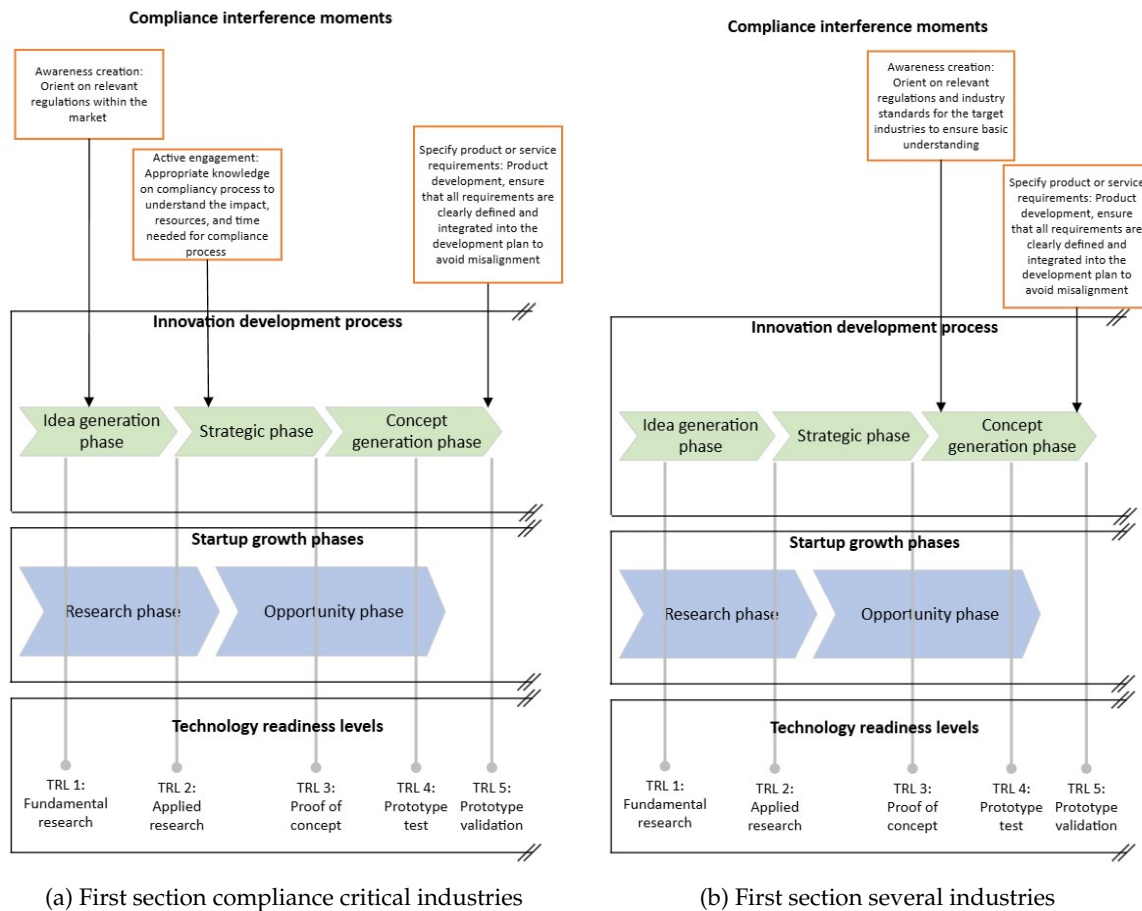 Compliance interference moments
Awareness creation:
Orient on relevant
regulations within the
market
Active engagement:
Appropriate knowledge
on compliancy process to
understand the impact,
resources, and time
needed for compliance
process
Specify product or service
requirements: Product
development, ensure
that all requirements are
clearly defined and
integrated into the
development plan to
avoid misalignment
Innovation development process
Idea generation
phase
Strategic phase
Concept
generation phase
Startup growth phases
Research phase
Opportunity phase
Technology readiness levels
TRL 1:
Fundamental
research
TRL 2:
Applied
research
TRL 3:
Proof of
concept
TRL 4:
Prototype
test
TRL 5:
Prototype
validation
(a) First section compliance critical industries
Compliance interference moments
Awareness creation:
Orient on relevant
regulations and industry
standards for the target
industries to ensure basic
understanding
Specify product or service
requirements: Product
development, ensure
that all requirements are
clearly defined and
integrated into the
development plan to
avoid misalignment
Innovation development process
Idea generation
phase
Strategic phase
Concept
generation phase
Startup growth phases
Research phase
Opportunity phase
Technology readiness levels
TRL 1:
Fundamental
research
TRL 2:
Applied
research
TRL 3:
Proof of
concept
TRL 4:
Prototype
test
TRL 5:
Prototype
validation
(b) First section several industries